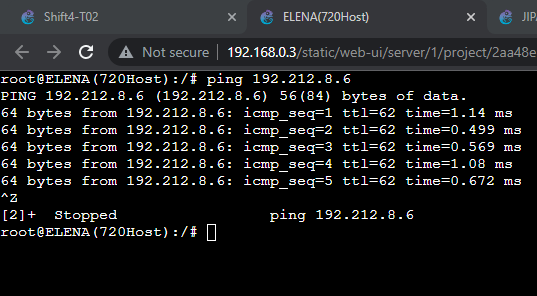 Shift4-T02
ELENA(720Host)
JIPA
Not secure
192.168.0.3/static/web-ui/server/1/project/2aa48e
root@ELENA(720Host):/# ping 192.212.8.6
PING 192.212.8.6 (192.212.8.6) 56(84) bytes of data.
64 bytes from 192.212.8.6: icmp_seq=1 ttl=62 time=1.14 ms
64 bytes from 192.212.8.6: icmp_seq=2 ttl=62 time=0.499 ms
64 bytes from 192.212.8.6: icmp_seq=3 ttl=62 time=0.569 ms
64 bytes from 192.212.8.6: icmp_seq=4 ttl=62 time=1.08 ms
64 bytes from 192.212.8.6: icmp_seq=5 ttl=62 time=0.672 ms
^Z
[2]+  Stopped                 ping 192.212.8.6
root@ELENA(720Host):/#